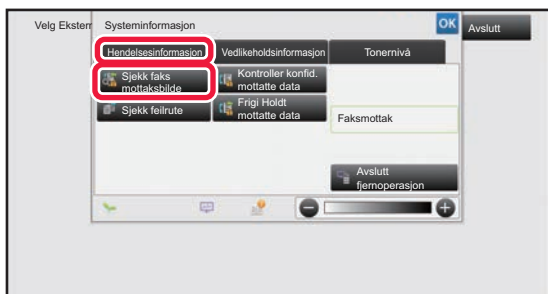 Velg Ekster
Systeminformasjon
OK
Avslutt
Hendelsesinformasjon
Vedlikeholdsinformasjon
Tonernivå
Sjekk faks
mottaksbilde
Kontroller konfid.
mottatte data
Sjekk feilrute
Frigi Holdt
mottatte data
Faksmottak
Avslutt
fjernoperasjon